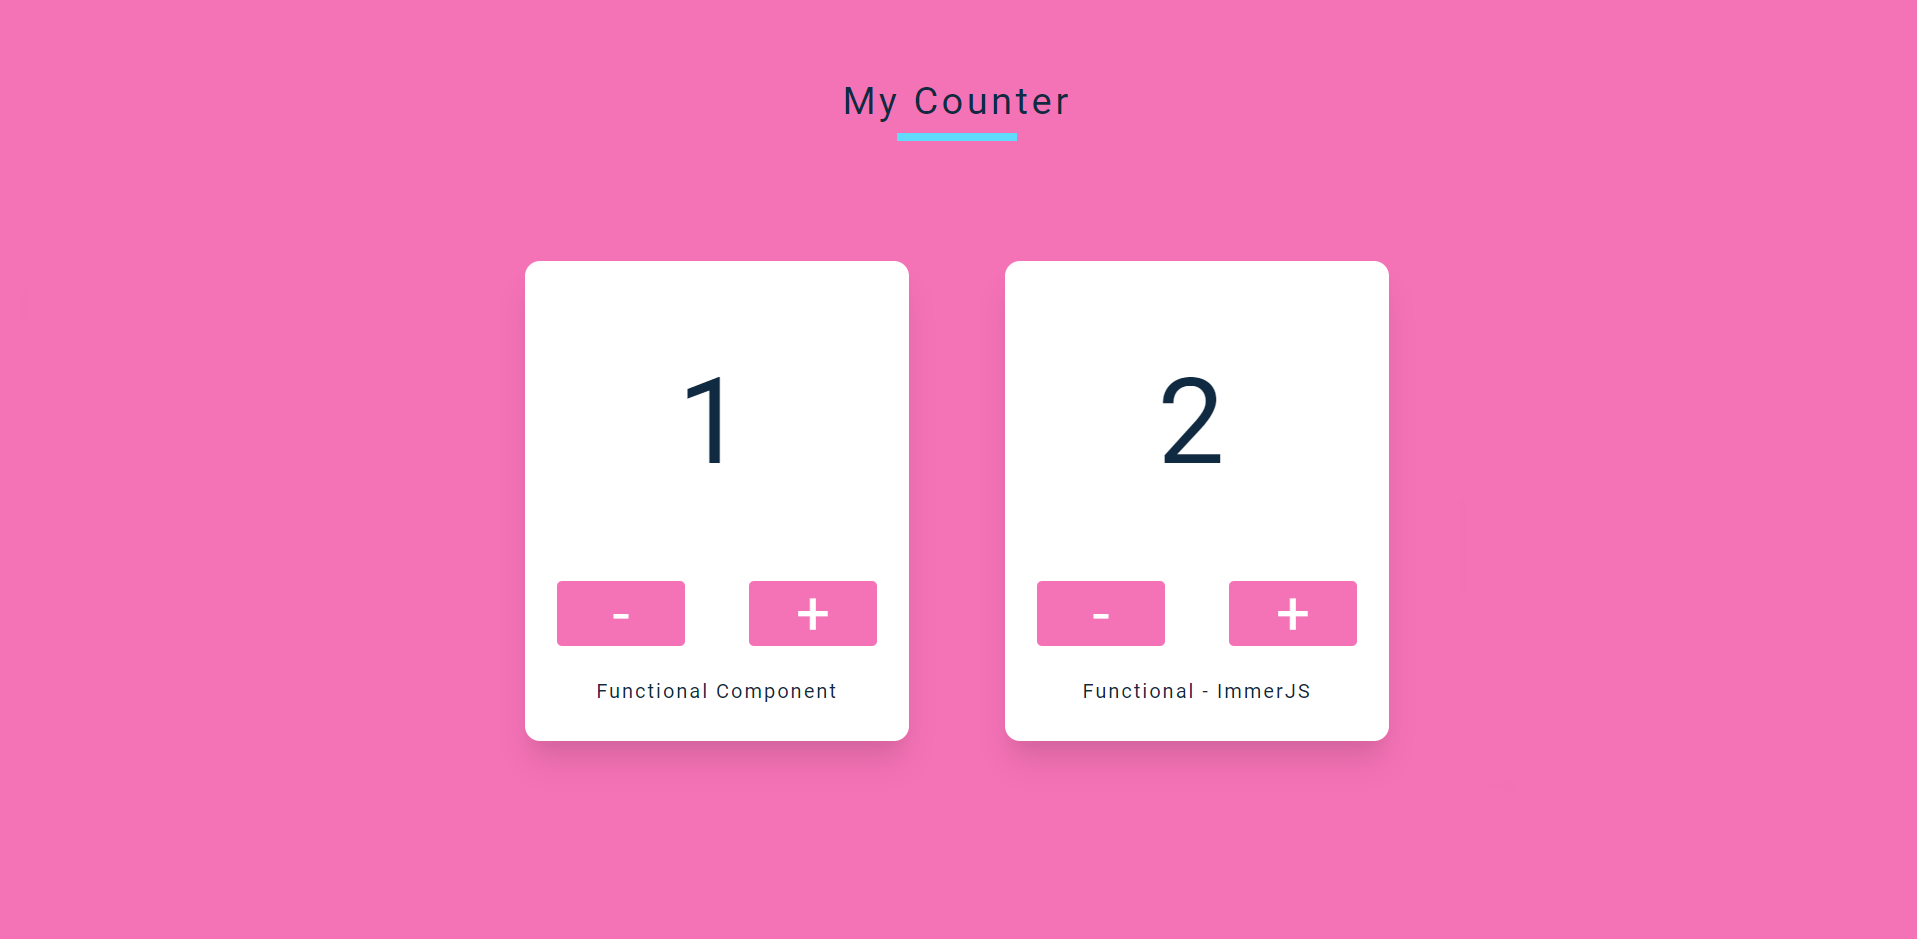 My Counter
1
2
- +
- +
Functional Component
Functional - ImmerJS